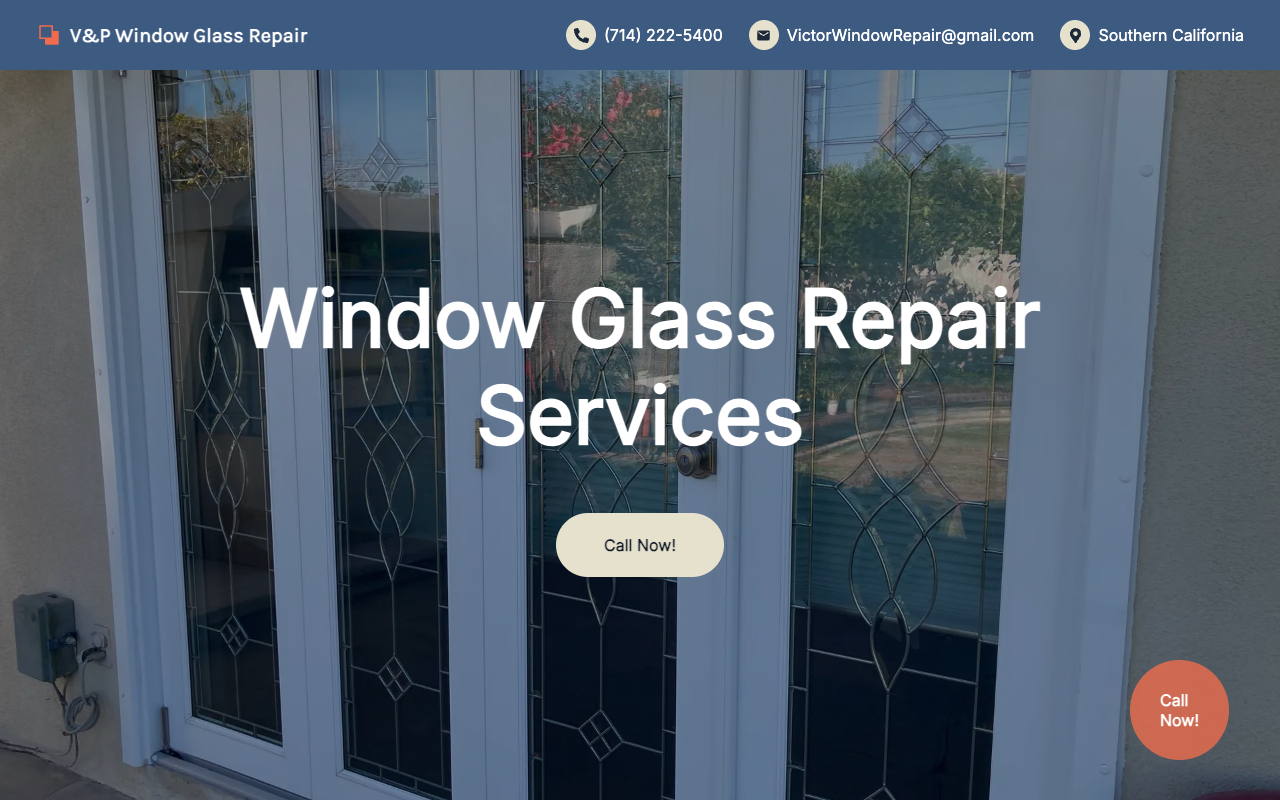 V&P Window Glass Repair
(714) 222-5400
VictorWindowRepair@gmail.com
Southern California
Window Glass Repair
Services
Call Now!
Call
Now!